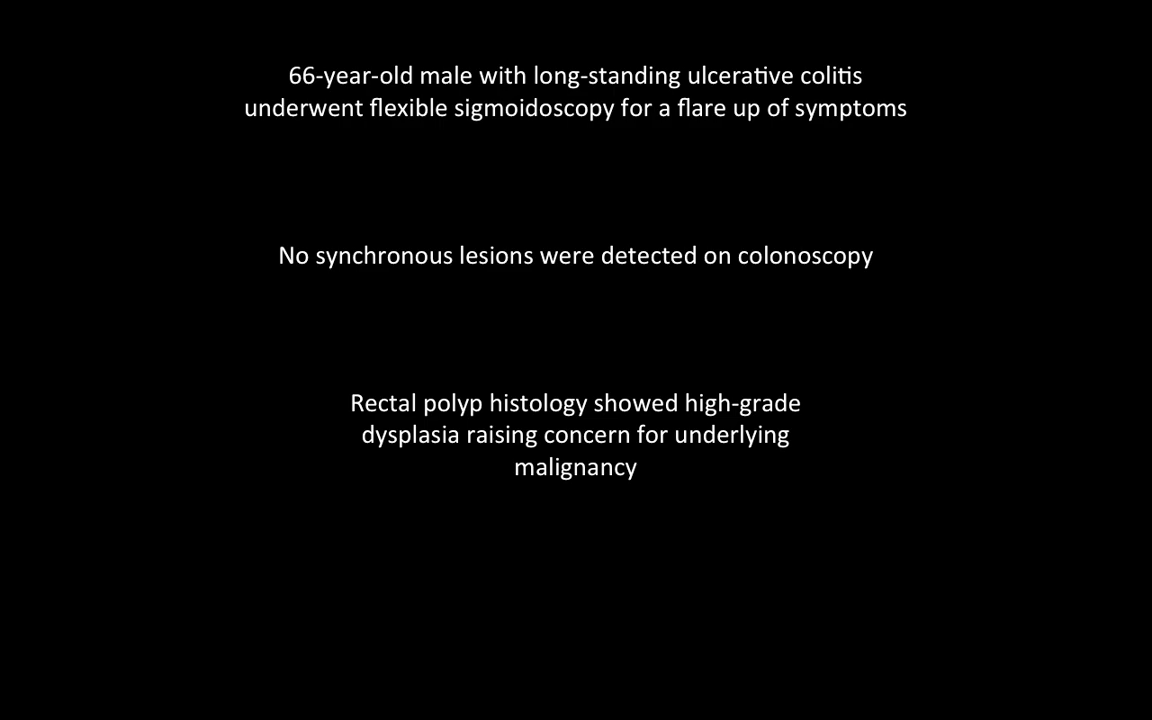 66-year-old male with long-standing ulcerative colitis
underwent flexible sigmoidoscopy for a flare up of symptoms
No synchronous lesions were detected on colonoscopy
Rectal polyp histology showed high-grade
dysplasia raising concern for underlying
malignancy